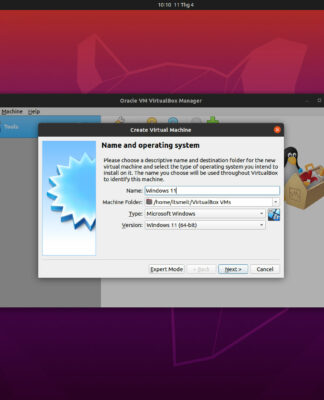 10:10 11 Thg 4
Oracle VM VirtualBox Manager
Machine Help
Tools
Create Virtual Machine
Name and operating system
Please choose a descriptive name and destination folder for the new
virtual machine and select the type of operating system you intend to
install on it. The name you choose will be used throughout VirtualBox
to identify this machine.
Name: Windows 11
Machine Folder: /home/itsmeit/VirtualBox VMs
Type: Microsoft Windows
Version: Windows 11 (64-bit)
Expert Mode < Back Next > Cancel